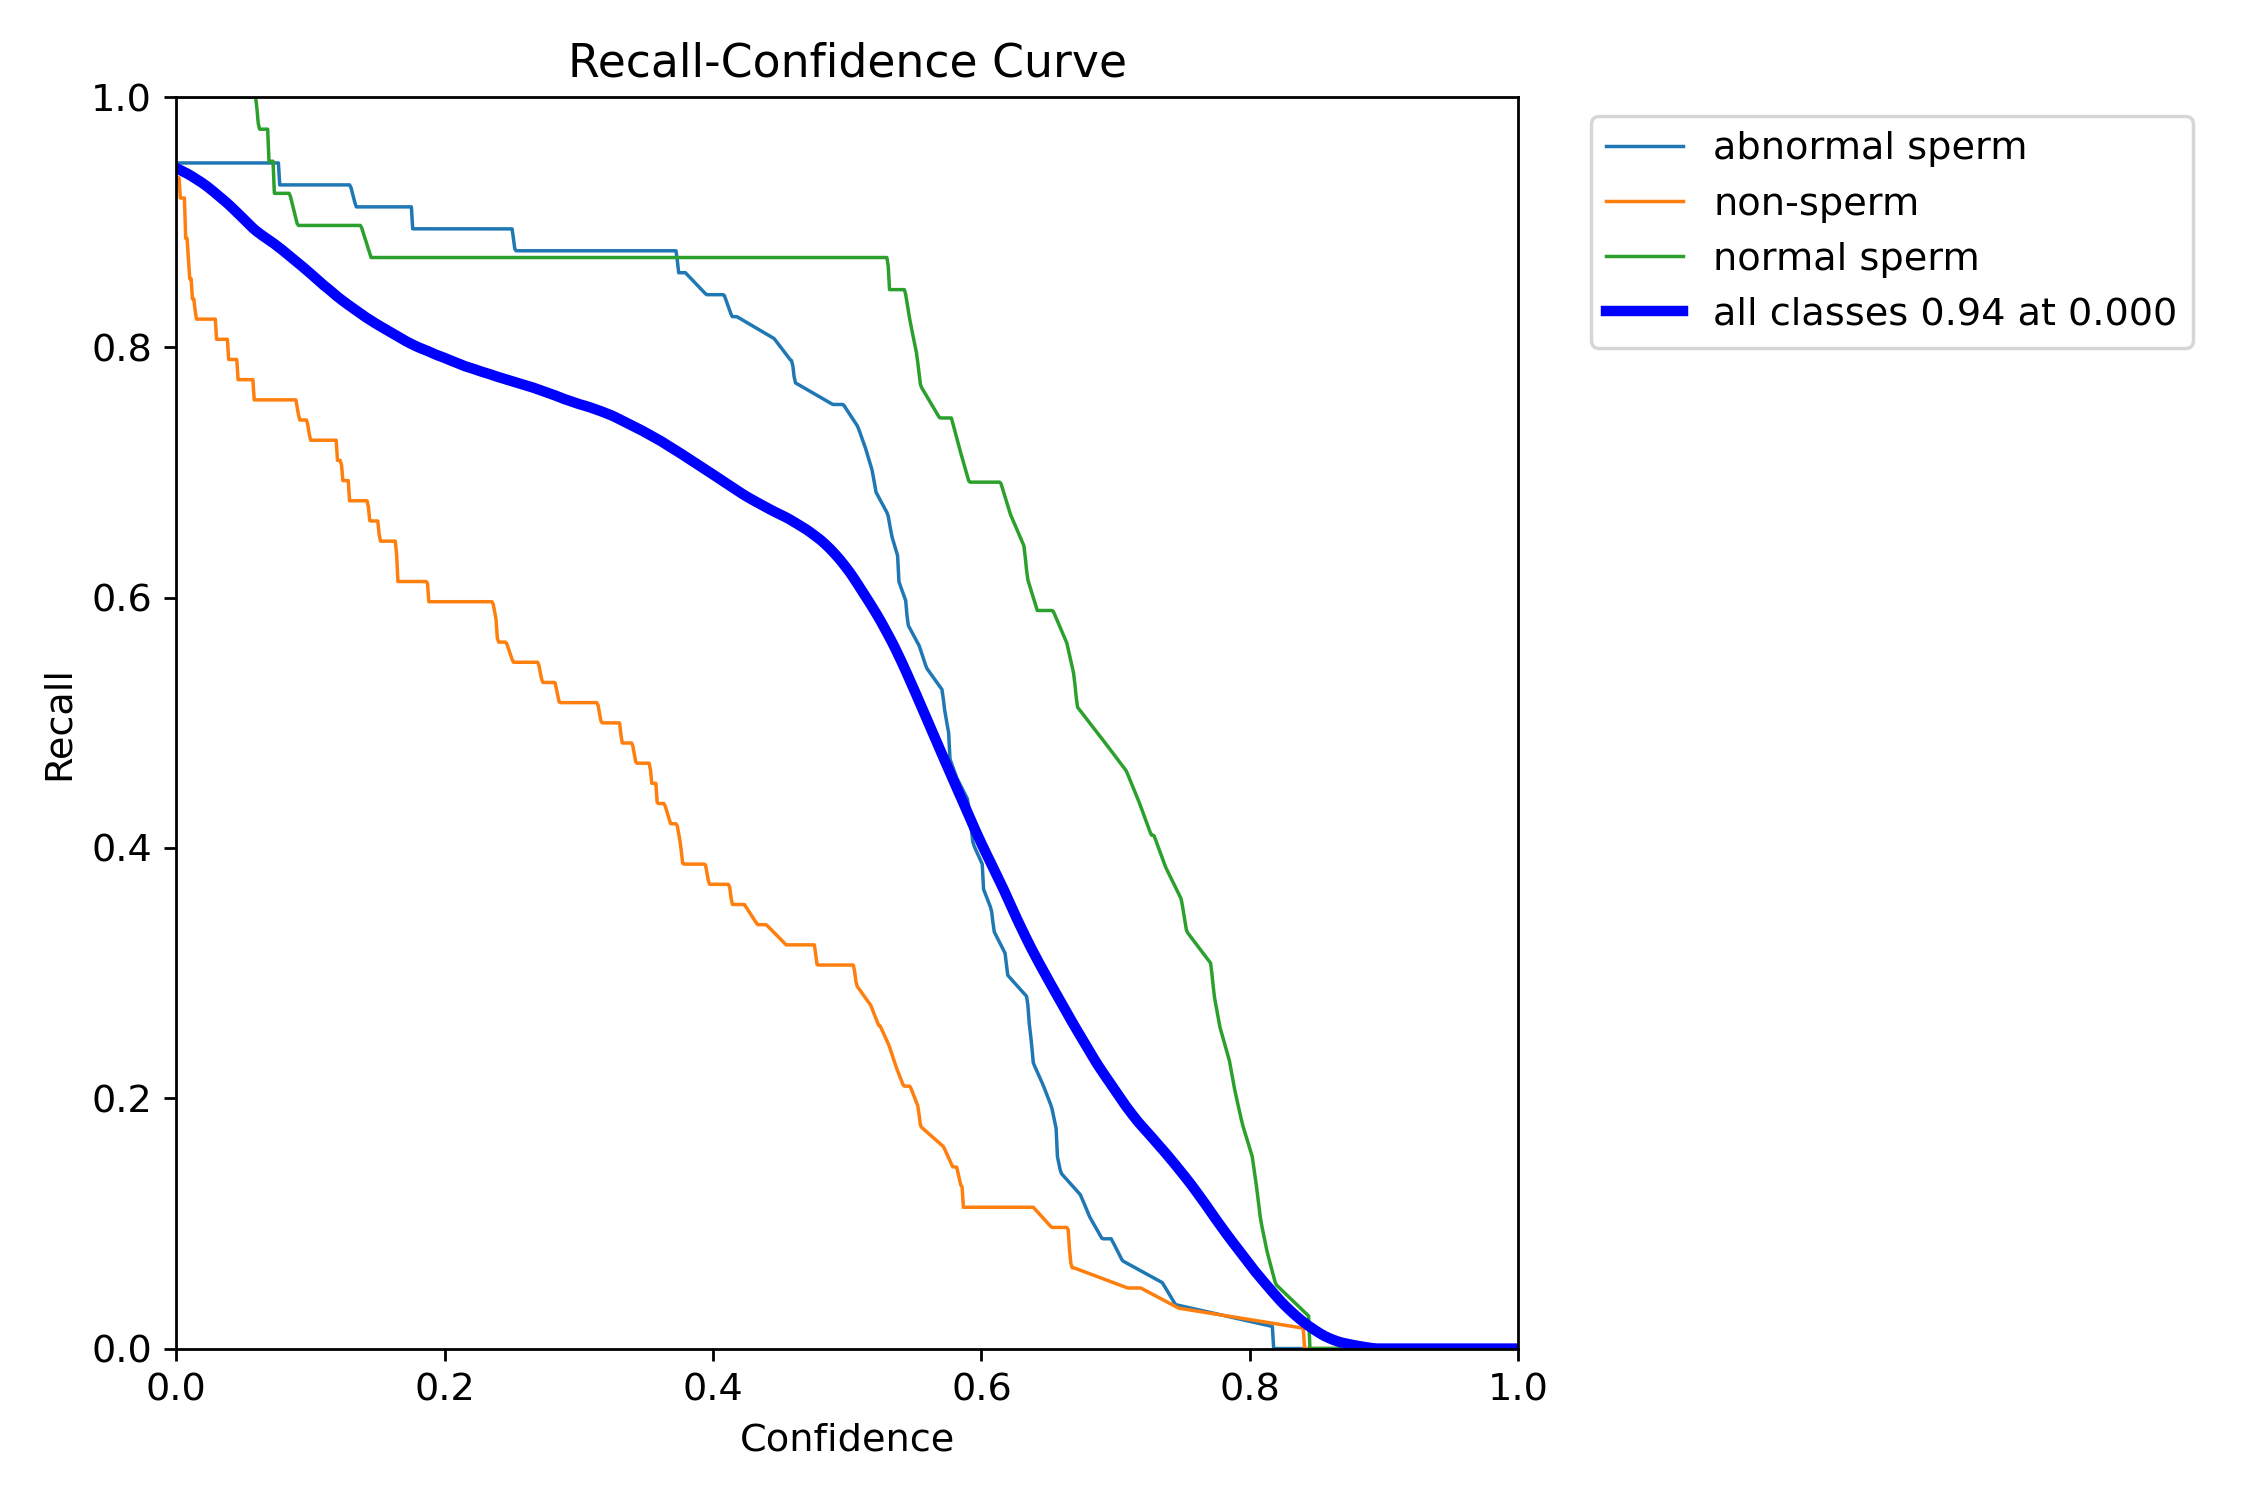 Recall-Confidence Curve
1.0
0.8
0.6
0.4
0.2
0.0
Recall
0.0 0.2 0.4 0.6 0.8 1.0
Confidence
abnormal sperm
non-sperm
normal sperm
all classes 0.94 at 0.000